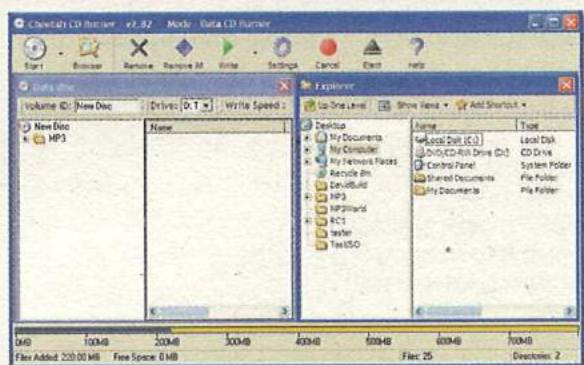 Cheetah CD Burner - v1.32 Mode - Data CD Burner
Start Browser Remove Remove All Write Settings Cancel Eject Help
Data disc
Volume ID: New Disc Drive: D:1 Write Speed:
New Disc
MP3
Name
Explorer
Up One Level Show Views Add Shortcut
Desktop
My Documents
My Computer
My Network Places
Recycle Bin
DavidBuild
MP3
MP3World
RC1
tester
Name Type
Local Disk (C:) Local Disk
DVD/CD-RW Drive (D:) CD Drive
Control Panel System Folder
Shared Documents File Folder
My Documents File Folder
0MB 100MB 200MB 300MB 400MB 500MB 600MB 700MB
Files Added: 220.00 MB Free Space: 0 MB Files: 25 Directories: 2